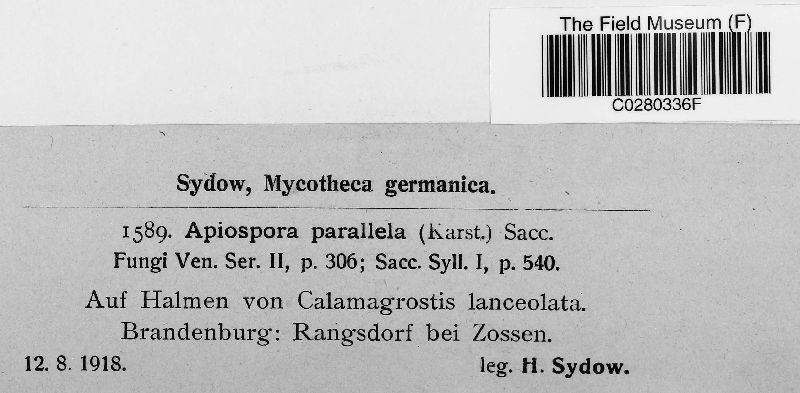 The Field Museum (F)
C0280336F
Sydow, Mycotheca germanica.
1589. Apiospora parallela (Karst.) Sacc.
Fungi Ven. Ser. II, p. 306; Sacc. Syll. I, p. 540.
Auf Halmen von Calamagrostis lanceolata.
Brandenburg: Rangsdorf bei Zossen.
12. 8. 1918. leg. H. Sydow.